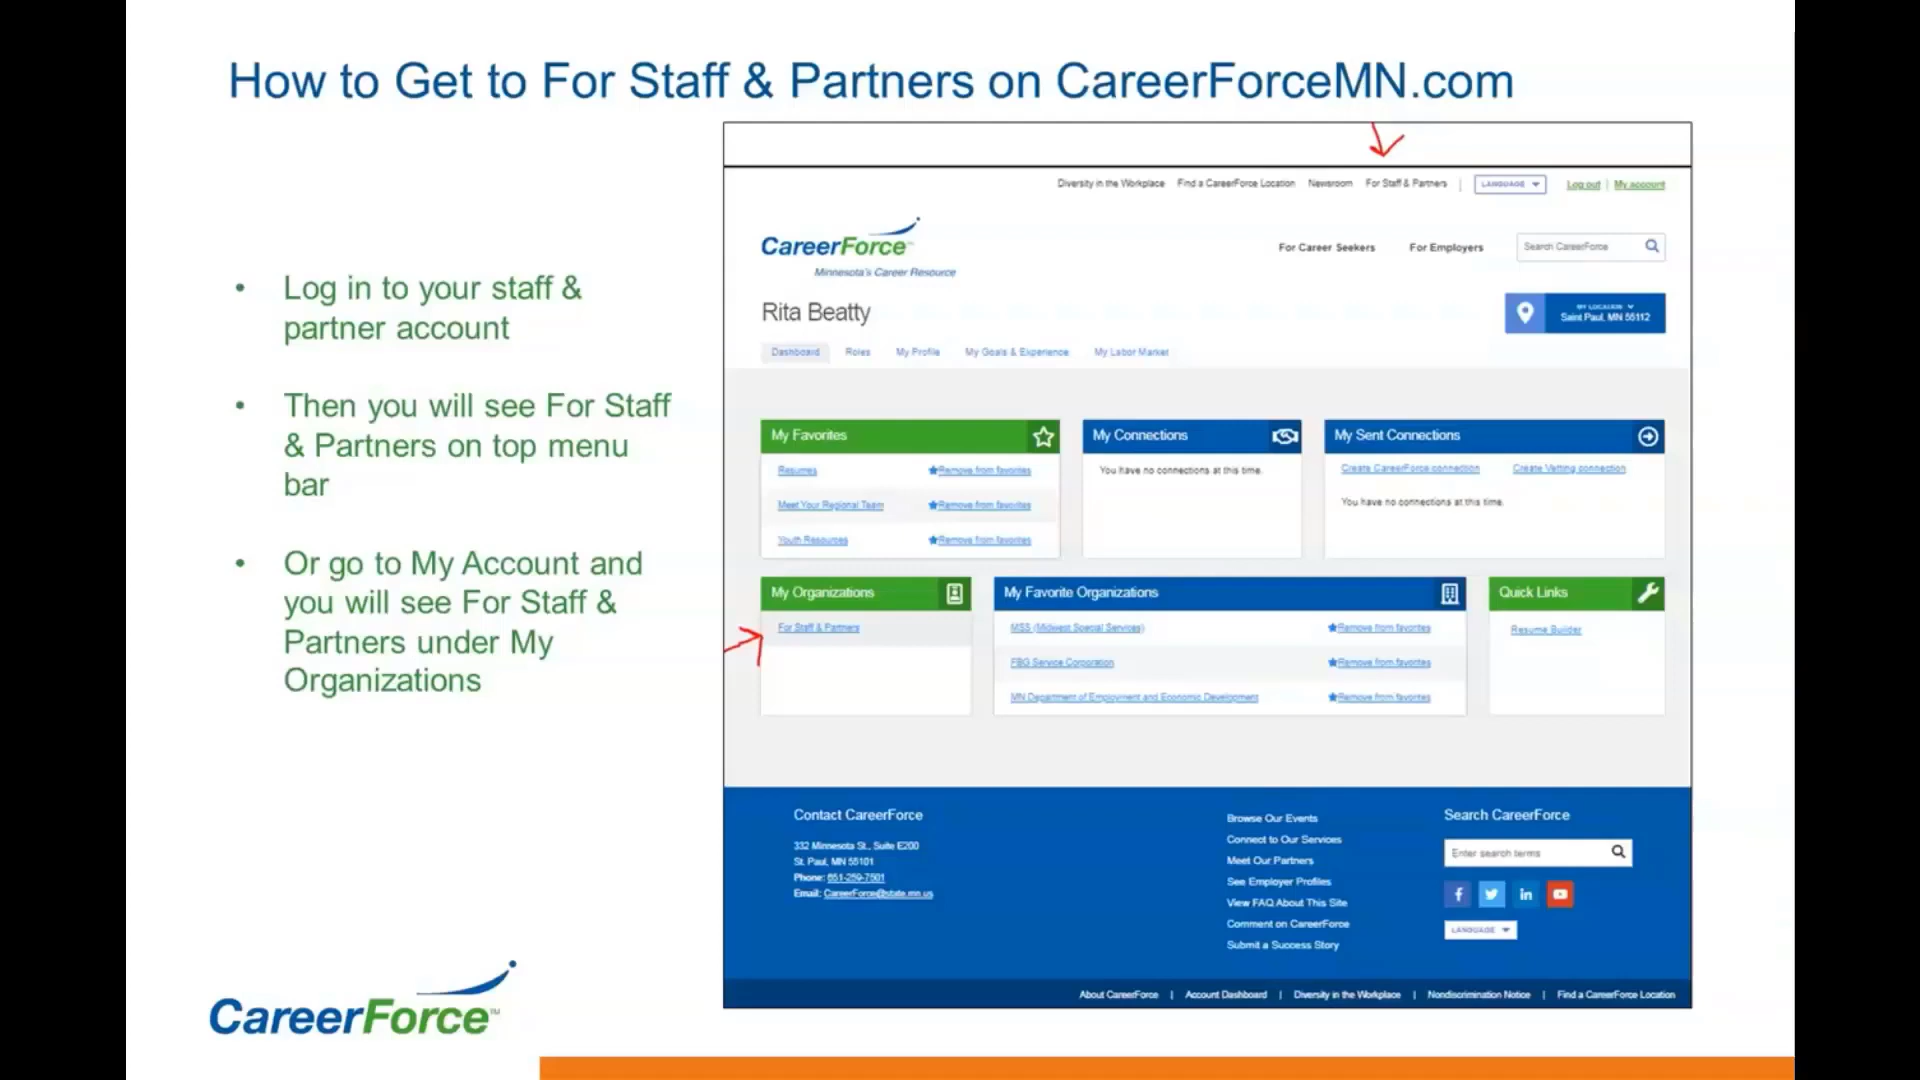 How to Get to For Staff & Partners on CareerForceMN.com
• Log in to your staff &
partner account
• Then you will see For Staff
& Partners on top menu
bar
• Or go to My Account and
you will see For Staff &
Partners under My
Organizations
CareerForce™
Diversity in the Workplace Find a CareerForce Location Newsroom For Staff & Partners | LANGUAGE Log out | My account
CareerForce™
Minnesota's Career Resource
For Career Seekers For Employers Search CareerForce
Rita Beatty
MY LOCATION
Saint Paul, MN 55112
Dashboard Roles My Profile My Goals & Experience My Labor Market
My Favorites
Resumes Remove from favorites
Meet Your Regional Team Remove from favorites
Youth Resources Remove from favorites
My Connections
You have no connections at this time.
My Sent Connections
Create CareerForce connection Create Vetting connection
You have no connections at this time.
My Organizations
For Staff & Partners
My Favorite Organizations
MSS (Midwest Special Services) Remove from favorites
FBG Service Corporation Remove from favorites
MN Department of Employment and Economic Development Remove from favorites
Quick Links
Resume Builder
Contact CareerForce
332 Minnesota St., Suite E200
St. Paul, MN 55101
Phone: 651-259-7501
Email: CareerForce@state.mn.us
Browse Our Events
Connect to Our Services
Meet Our Partners
See Employer Profiles
View FAQ About This Site
Comment on CareerForce
Submit a Success Story
Search CareerForce
Enter search terms
LANGUAGE
About CareerForce | Account Dashboard | Diversity in the Workplace | Nondiscrimination Notice | Find a CareerForce Location